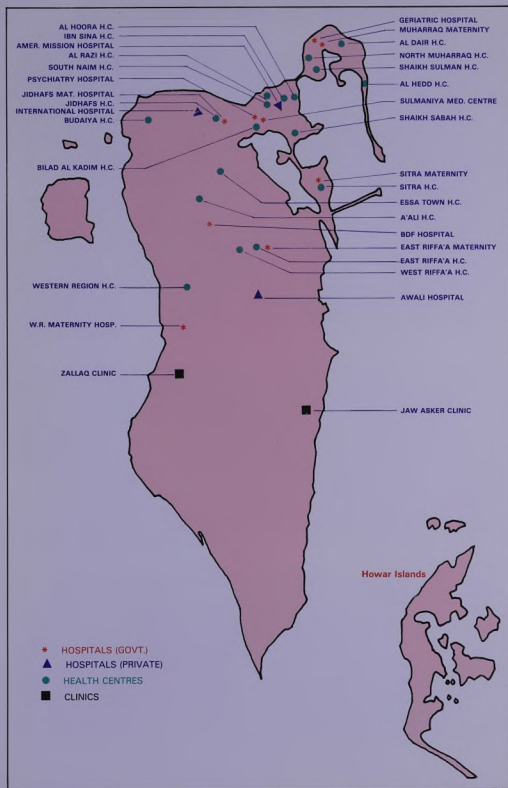 AL HOORA H.C.
IBN SINA H.C.
AMER. MISSION HOSPITAL
AL RAZI H.C.
SOUTH NAIM H.C.
PSYCHIATRY HOSPITAL
JIDHAFS MAT. HOSPITAL
JIDHAFS H.C.
INTERNATIONAL HOSPITAL
BUDAIYA H.C.
BILAD AL KADIM H.C.
WESTERN REGION H.C.
W.R. MATERNITY HOSP.
ZALLAQ CLINIC
GERIATRIC HOSPITAL
MUHARRAQ MATERNITY
AL DAIR H.C.
NORTH MUHARRAQ H.C.
SHAIKH SULMAN H.C.
AL HEDD H.C.
SULMANIYA MED. CENTRE
SHAIKH SABAH H.C.
SITRA MATERNITY
SITRA H.C.
ESSA TOWN H.C.
A'ALI H.C.
BDF HOSPITAL
EAST RIFFA'A MATERNITY
EAST RIFFA'A H.C.
WEST RIFFA'A H.C.
AWALI HOSPITAL
JAW ASKER CLINIC
Howar Islands
HOSPITALS (GOVT.)
HOSPITALS (PRIVATE)
HEALTH CENTRES
CLINICS